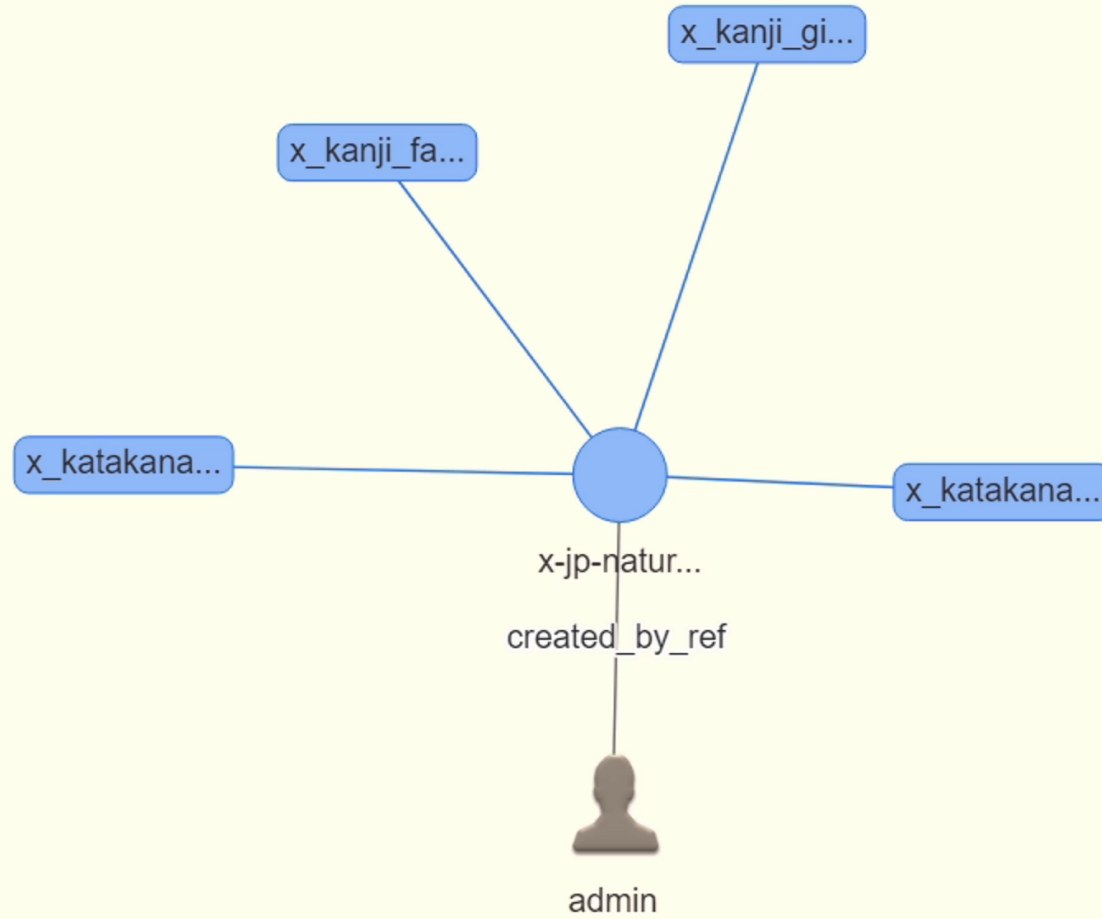 x_kanji_gi...
x_kanji_fa...
x_katakana...
x_katakana...
x-jp-natur...
created_by_ref
admin